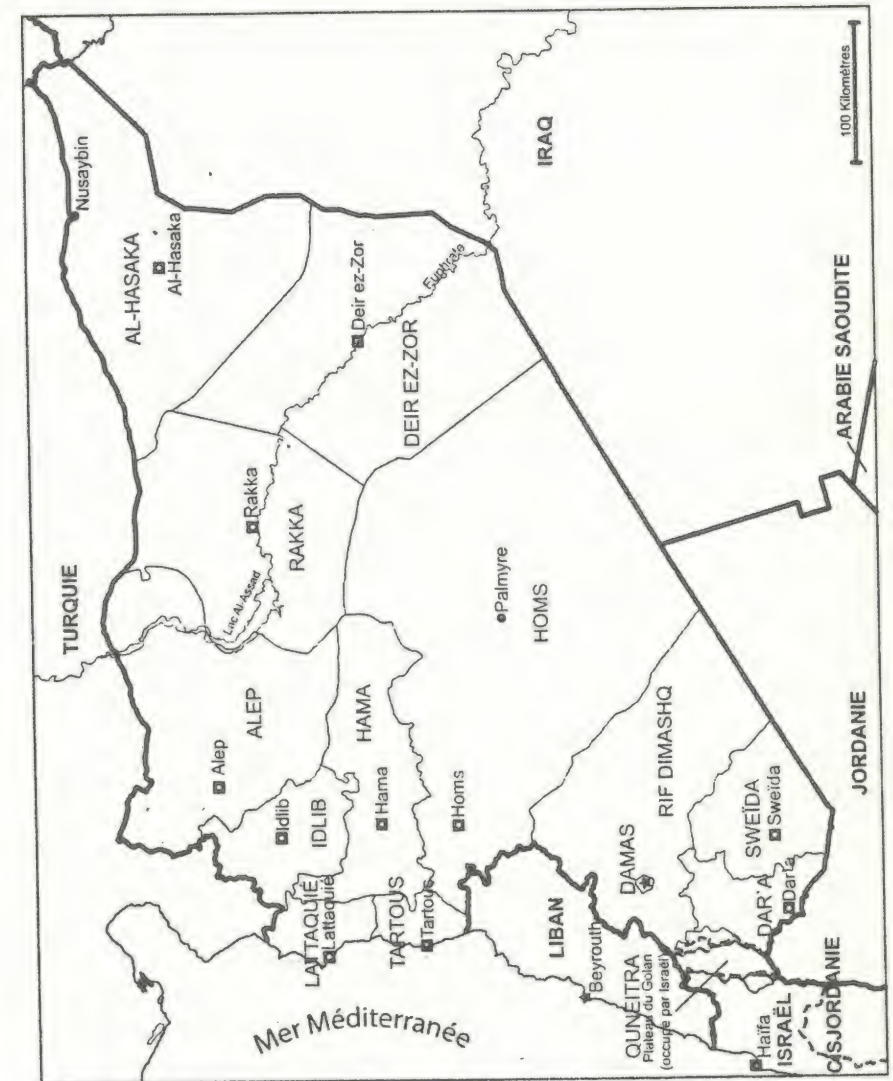 TURQUIE
Nusaybin
AL-HASAKA
Al-Hasaka
Alep
ALEP
Lac Al-Assad
Rakka
RAKKA
Idlib
IDLIB
LATTAQUIÉ
Lattaquié
HAMA
Hama
Deir ez-Zor
DEIR EZ-ZOR
Euphrate
TARTOUS
Tartous
Mer Méditerranée
Homs
Palmyre
HOMS
IRAQ
LIBAN
Beyrouth
DAMAS
RIF DIMASHQ
QUNEITRA
Plateau du Golan
(occupé par Israël)
DAR'A
Dar'a
SWEÏDA
Sweïda
Haïfa
ISRAËL
CISJORDANIE
JORDANIE
ARABIE SAOUDITE
100 Kilomètres